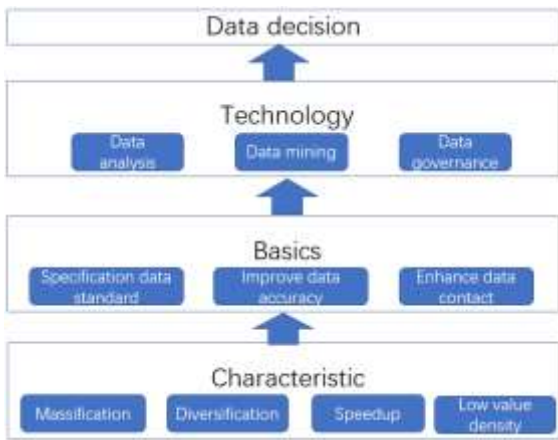 Data decision
Technology
Data
analysis
Data mining
Data
governance
Basics
Specification data
standard
Improve data
accuracy
Enhance data
contact
Characteristic
Massification
Diversification
Speedup
Low value
density